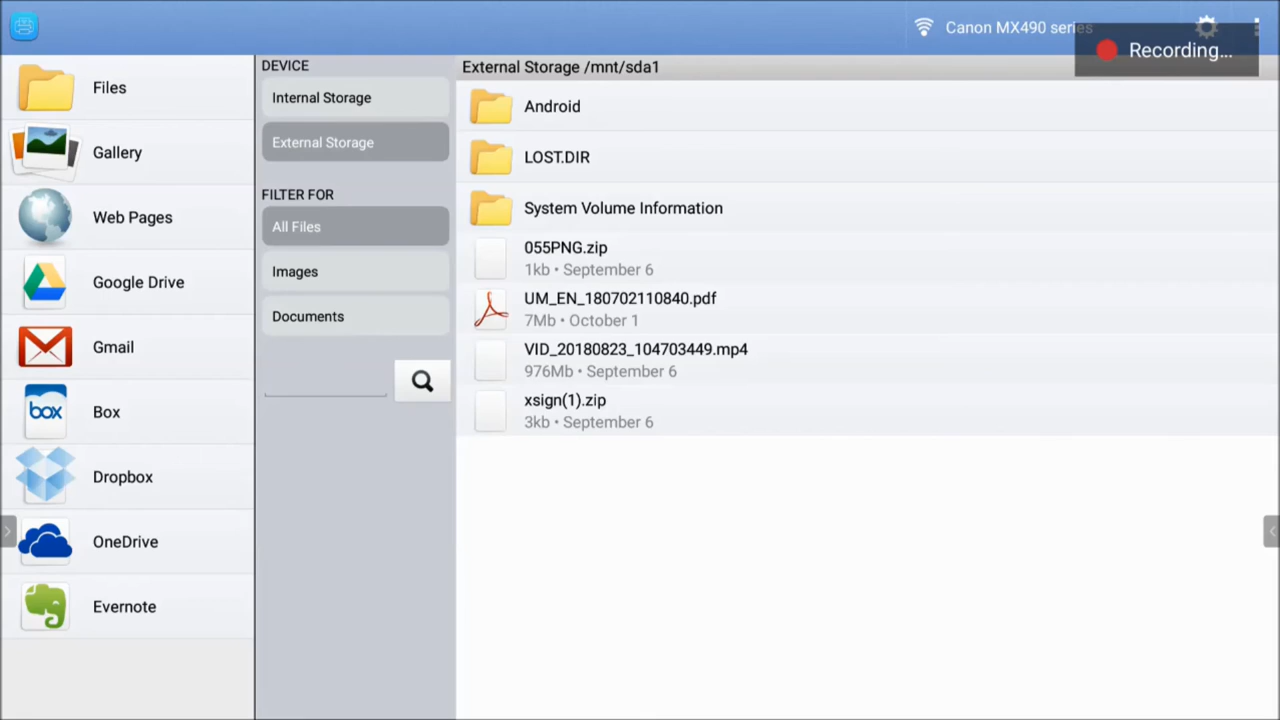 Canon MX490 series
Recording...
Files
Gallery
Web Pages
Google Drive
Gmail
box
Box
Dropbox
OneDrive
Evernote
DEVICE
Internal Storage
External Storage
FILTER FOR
All Files
Images
Documents
External Storage /mnt/sda1
Android
LOST.DIR
System Volume Information
055PNG.zip
1kb • September 6
UM_EN_180702110840.pdf
7Mb • October 1
VID_20180823_104703449.mp4
976Mb • September 6
xsign(1).zip
3kb • September 6